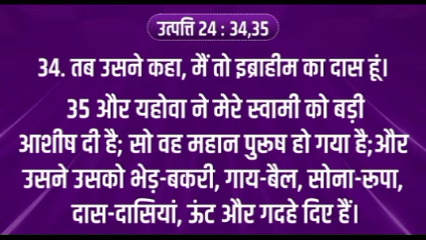 उत्पत्ति 24 : 34,35
34. तब उसने कहा, मैं तो इब्राहीम का दास हूं।
35 और यहोवा ने मेरे स्वामी को बड़ी
आशीष दी है; सो वह महान पुरूष हो गया है;और
उसने उसको भेड़-बकरी, गाय-बैल, सोना-रूपा,
दास-दासियां, ऊंट और गदहे दिए हैं।